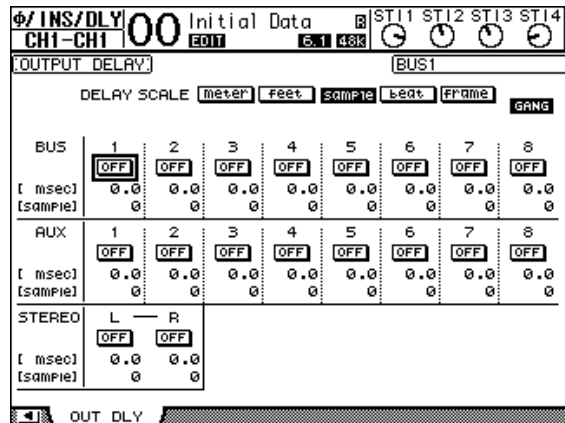 Φ/INS/DLY 00 Initial Data R ST11 ST12 ST13 ST14
CH1-CH1 EDIT 6.1 48K
OUTPUT DELAY BUS1
DELAY SCALE meter feet sample beat frame
GANG
BUS 1 2 3 4 5 6 7 8
OFF OFF OFF OFF OFF OFF OFF OFF
[ msec] 0.0 0.0 0.0 0.0 0.0 0.0 0.0 0.0
[sample] 0 0 0 0 0 0 0 0
AUX 1 2 3 4 5 6 7 8
OFF OFF OFF OFF OFF OFF OFF OFF
[ msec] 0.0 0.0 0.0 0.0 0.0 0.0 0.0 0.0
[sample] 0 0 0 0 0 0 0 0
STEREO L — R
OFF OFF
[ msec] 0.0 0.0
[sample] 0 0
OUT DLY